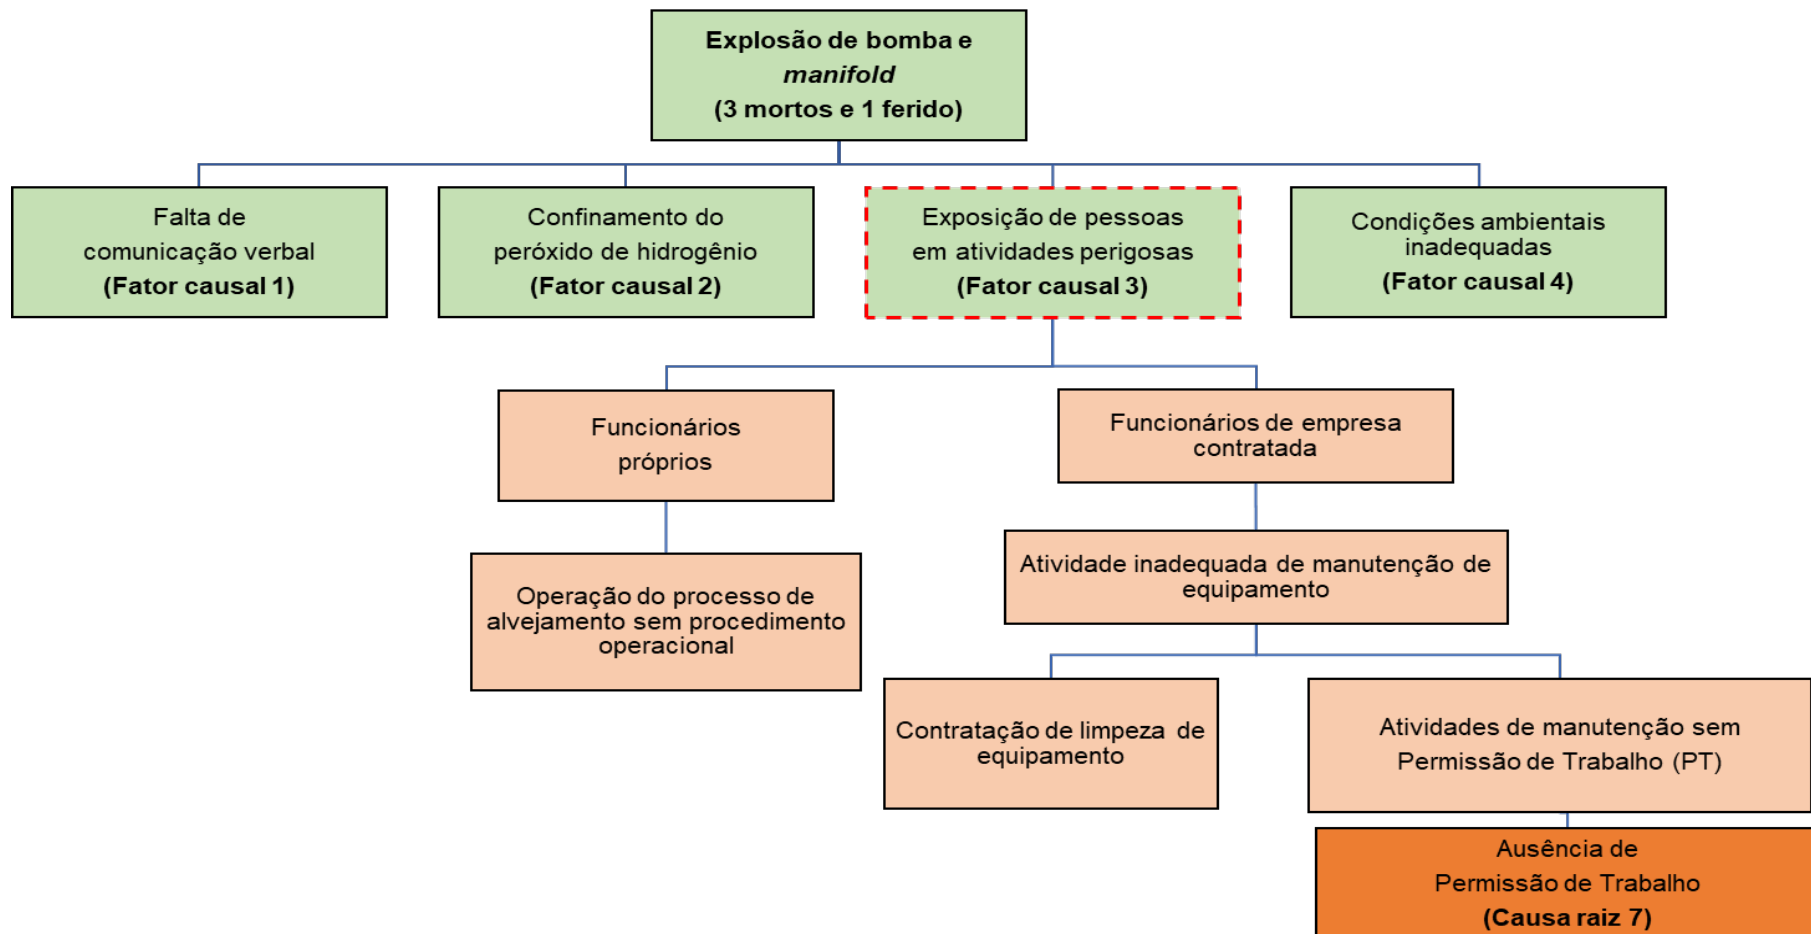 Explosão de bomba e
manifold
(3 mortos e 1 ferido)
Falta de
comunicação verbal
(Fator causal 1)
Confinamento do
peróxido de hidrogênio
(Fator causal 2)
Exposição de pessoas
em atividades perigosas
(Fator causal 3)
Condições ambientais
inadequadas
(Fator causal 4)
Funcionários
próprios
Funcionários de empresa
contratada
Operação do processo de
alvejamento sem procedimento
operacional
Atividade inadequada de manutenção de
equipamento
Contratação de limpeza de
equipamento
Atividades de manutenção sem
Permissão de Trabalho (PT)
Ausência de
Permissão de Trabalho
(Causa raiz 7)